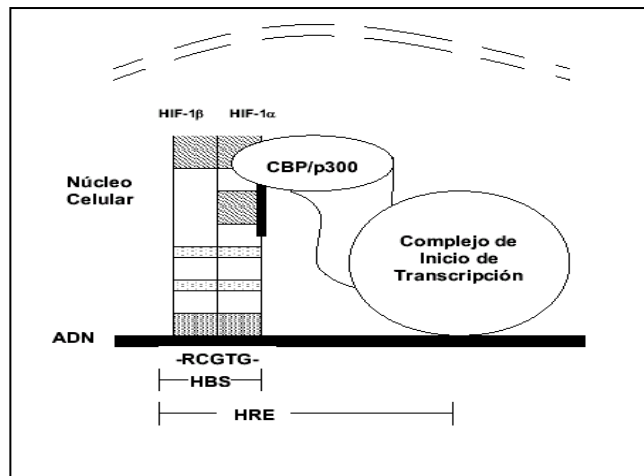 HIF-1β HIF-1α
CBP/p300
Núcleo
Celular
Complejo de
Inicio de
Transcripción
ADN
-RCGTG-
HBS
HRE